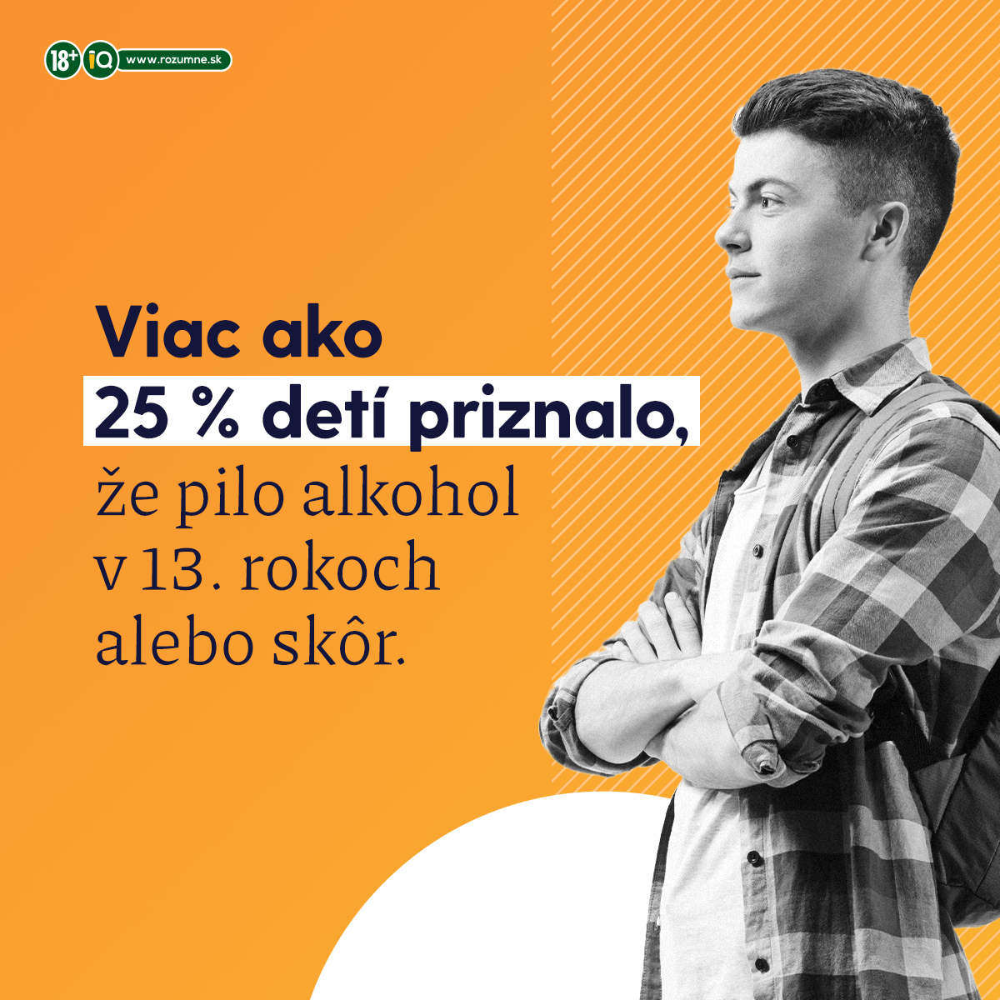 18+ iQ www.rozumne.sk
Viac ako
25 % detí priznalo,
že pilo alkohol
v 13. rokoch
alebo skôr.